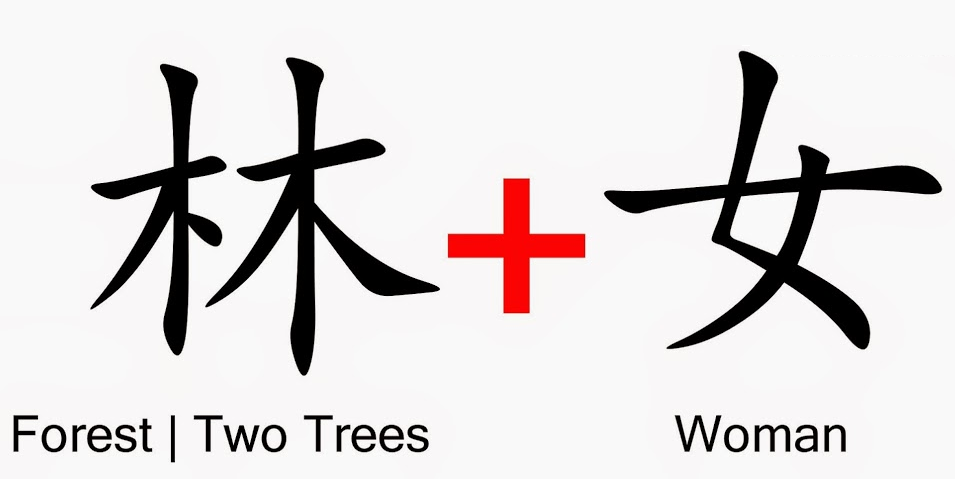 林 + 女
Forest | Two Trees
Woman